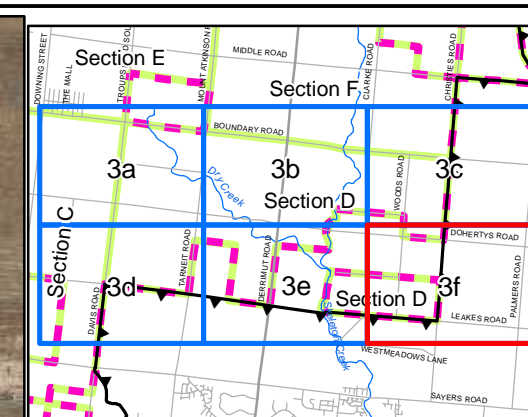 MIDDLE ROAD
Section E
DOWNING STREET
THE MALL
TROUPS
D SOU
MOUNT ATKINSON R
CLARKE ROAD
CHRISTIES ROAD
Section F
BOUNDARY ROAD
3a
3b
3c
Dry Creek
WOODS ROAD
Section D
Section C
DOHERTYS ROAD
TARNEIT ROAD
DERRIMUT ROAD
PALMERS ROAD
3d
3e
3f
DAVIS ROAD
Section D
LEAKES ROAD
Skeleton Creek
WESTMEADOWS LANE
SAYERS ROAD